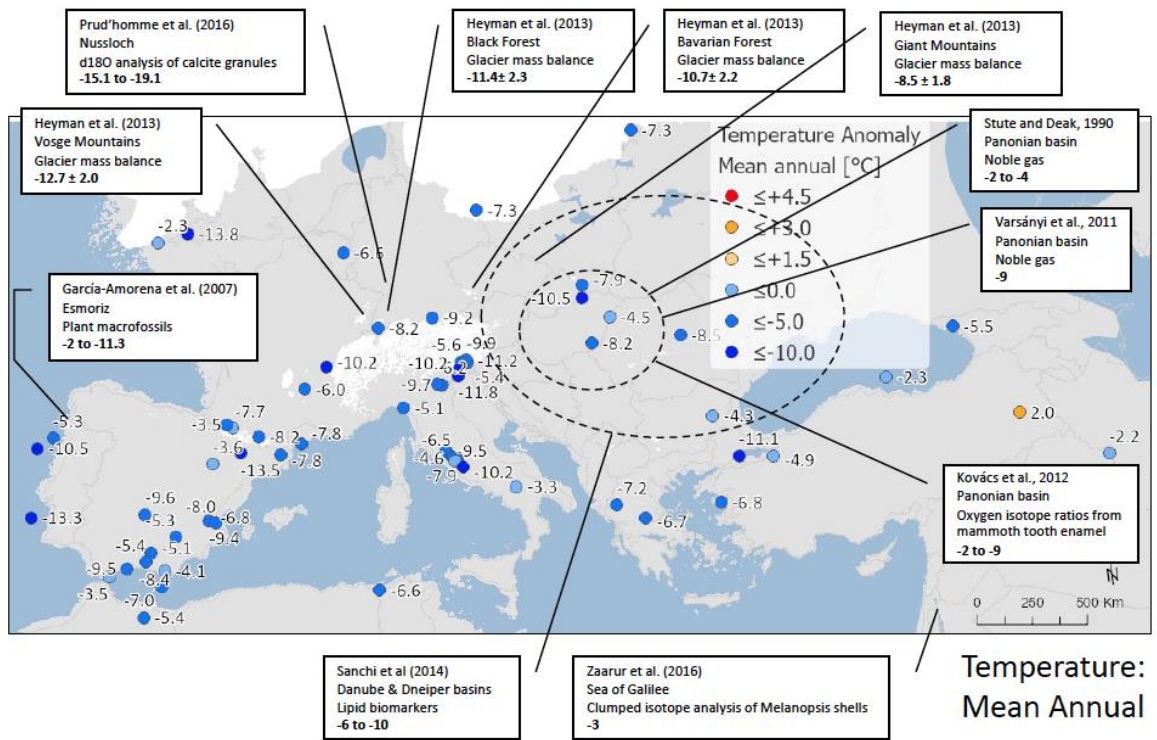 Prud'homme et al. (2016)
Nussloch
d18O analysis of calcite granules
-15.1 to -19.1
Heyman et al. (2013)
Black Forest
Glacier mass balance
-11.4± 2.3
Heyman et al. (2013)
Bavarian Forest
Glacier mass balance
-10.7± 2.2
Heyman et al. (2013)
Giant Mountains
Glacier mass balance
-8.5 ± 1.8
Heyman et al. (2013)
Vosge Mountains
Glacier mass balance
-12.7 ± 2.0
Stute and Deak, 1990
Panonian basin
Noble gas
-2 to -4
Varsányi et al., 2011
Panonian basin
Noble gas
-9
García-Amorena et al. (2007)
Esmoriz
Plant macrofossils
-2 to -11.3
Kovács et al., 2012
Panonian basin
Oxygen isotope ratios from
mammoth tooth enamel
-2 to -9
Temperature Anomaly
Mean annual [°C]
≤+4.5
≤+3.0
≤+1.5
≤0.0
≤-5.0
≤-10.0
-7.3
-7.3
-2.3
-13.8
-6.6
-7.9
-10.5
-4.5
-8.2
-8.5
-8.2
-9.2
-5.6
-9.9
-10.2
-11.2
-5.4
-9.7
-11.8
-10.2
-6.0
-5.1
-5.5
-2.3
2.0
-2.2
-4.3
-11.1
-4.9
-5.3
-10.5
-7.7
-3.5
-8.2
-7.8
-3.6
-13.5
-7.8
-6.5
-9.5
-4.6
-7.9
-10.2
-3.3
-7.2
-6.7
-6.8
-13.3
-9.6
-8.0
-5.3
-6.8
-9.4
-5.4
-5.1
-9.5
-4.1
-8.4
-3.5
-7.0
-5.4
-6.6
N
0 250 500 Km
Sanchi et al (2014)
Danube & Dneiper basins
Lipid biomarkers
-6 to -10
Zaarur et al. (2016)
Sea of Galilee
Clumped isotope analysis of Melanopsis shells
-3
Temperature:
Mean Annual